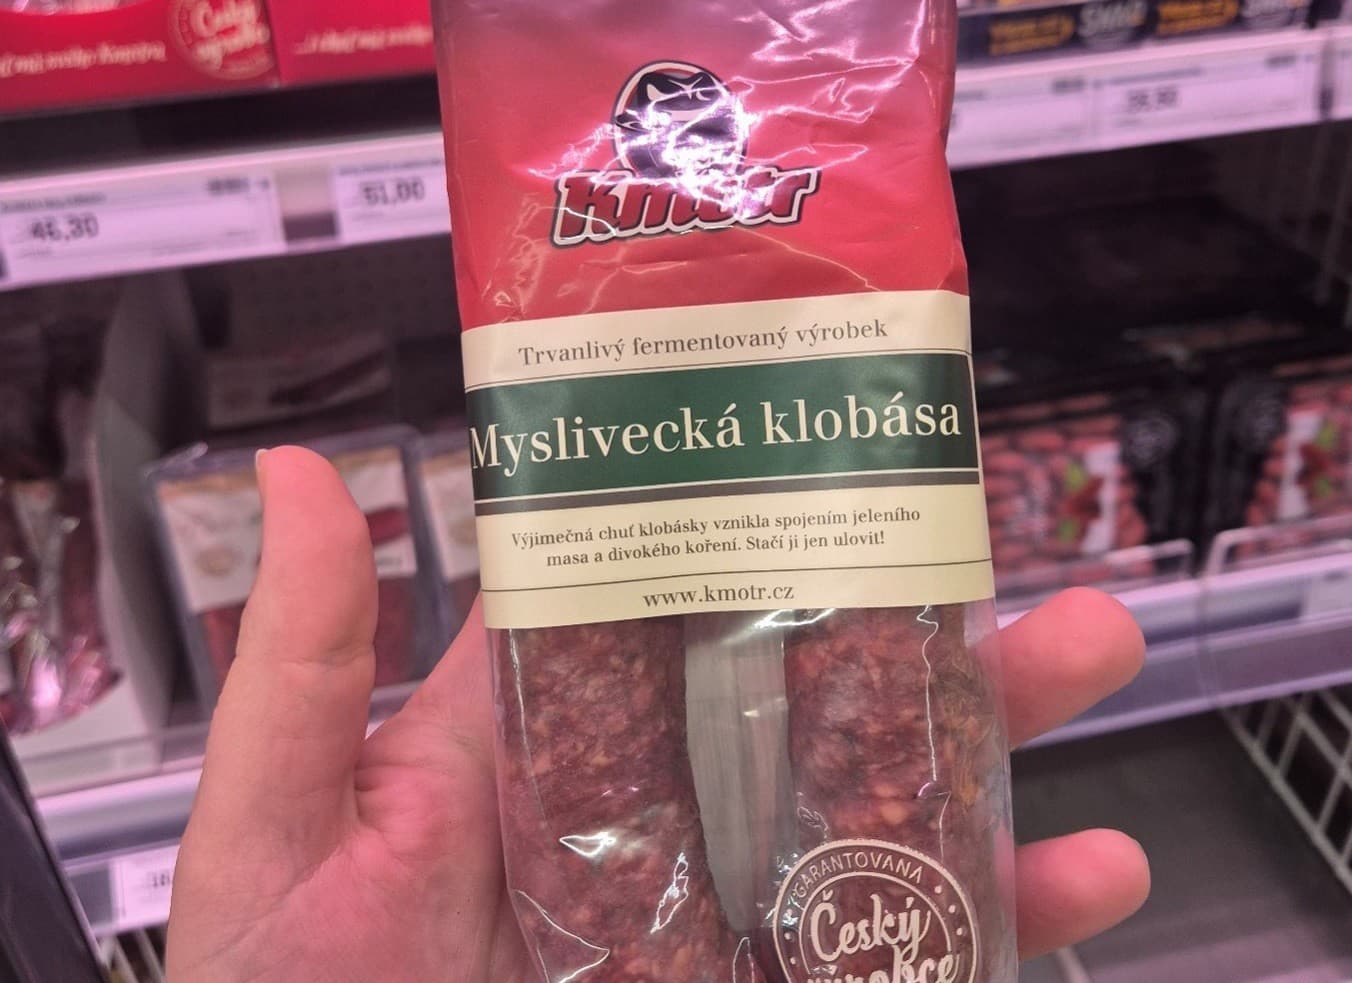 46,30
51,00
Kmotr
Trvanlivý fermentovaný výrobek
Myslivecká klobása
Výjimečná chuť klobásky vznikla spojením jeleního
masa a divokého koření. Stačí ji jen ulovit!
www.kmotr.cz
GARANTOVANÁ
Český
výrobce